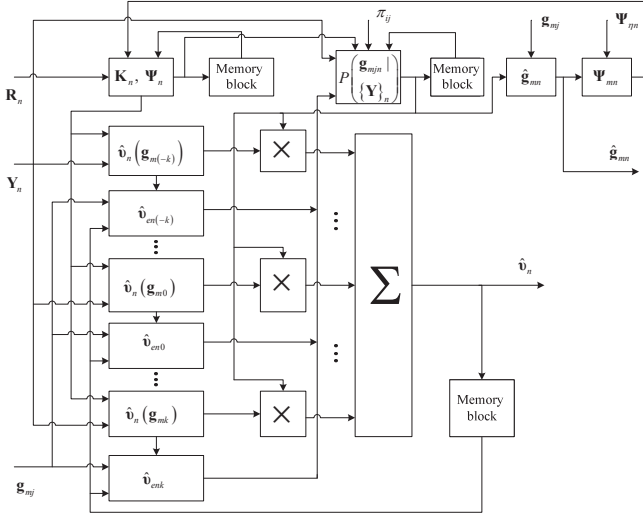 π_ij
g_mj
Ψ_ηn
K_n, Ψ_n
Memory block
P(g_mjn | {Y}_n)
Memory block
ĝ_mn
Ψ_mn
R_n
ĝ_mn
Y_n
υ̂_n(g_m(−k))
×
υ̂_en(−k)
υ̂_n(g_m0)
×
Σ
υ̂_n
υ̂_en0
υ̂_n(g_mk)
×
Memory block
g_mj
υ̂_enk